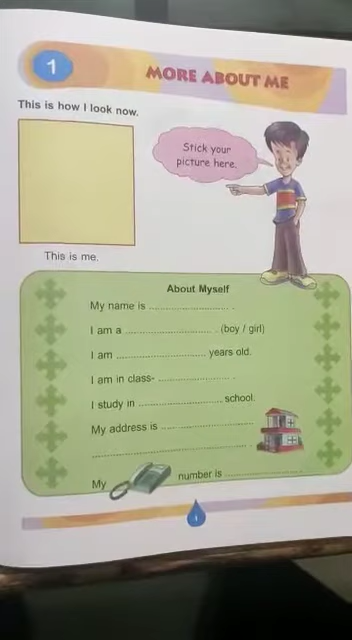 1
MORE ABOUT ME
This is how I look now.
Stick your
picture here.
This is me.
About Myself
My name is .............................. .
I am a .............................. . (boy / girl)
I am .............................. years old.
I am in class- .......................... .
I study in .............................. school.
My address is ..............................
.................................................. .
My number is .......................... .